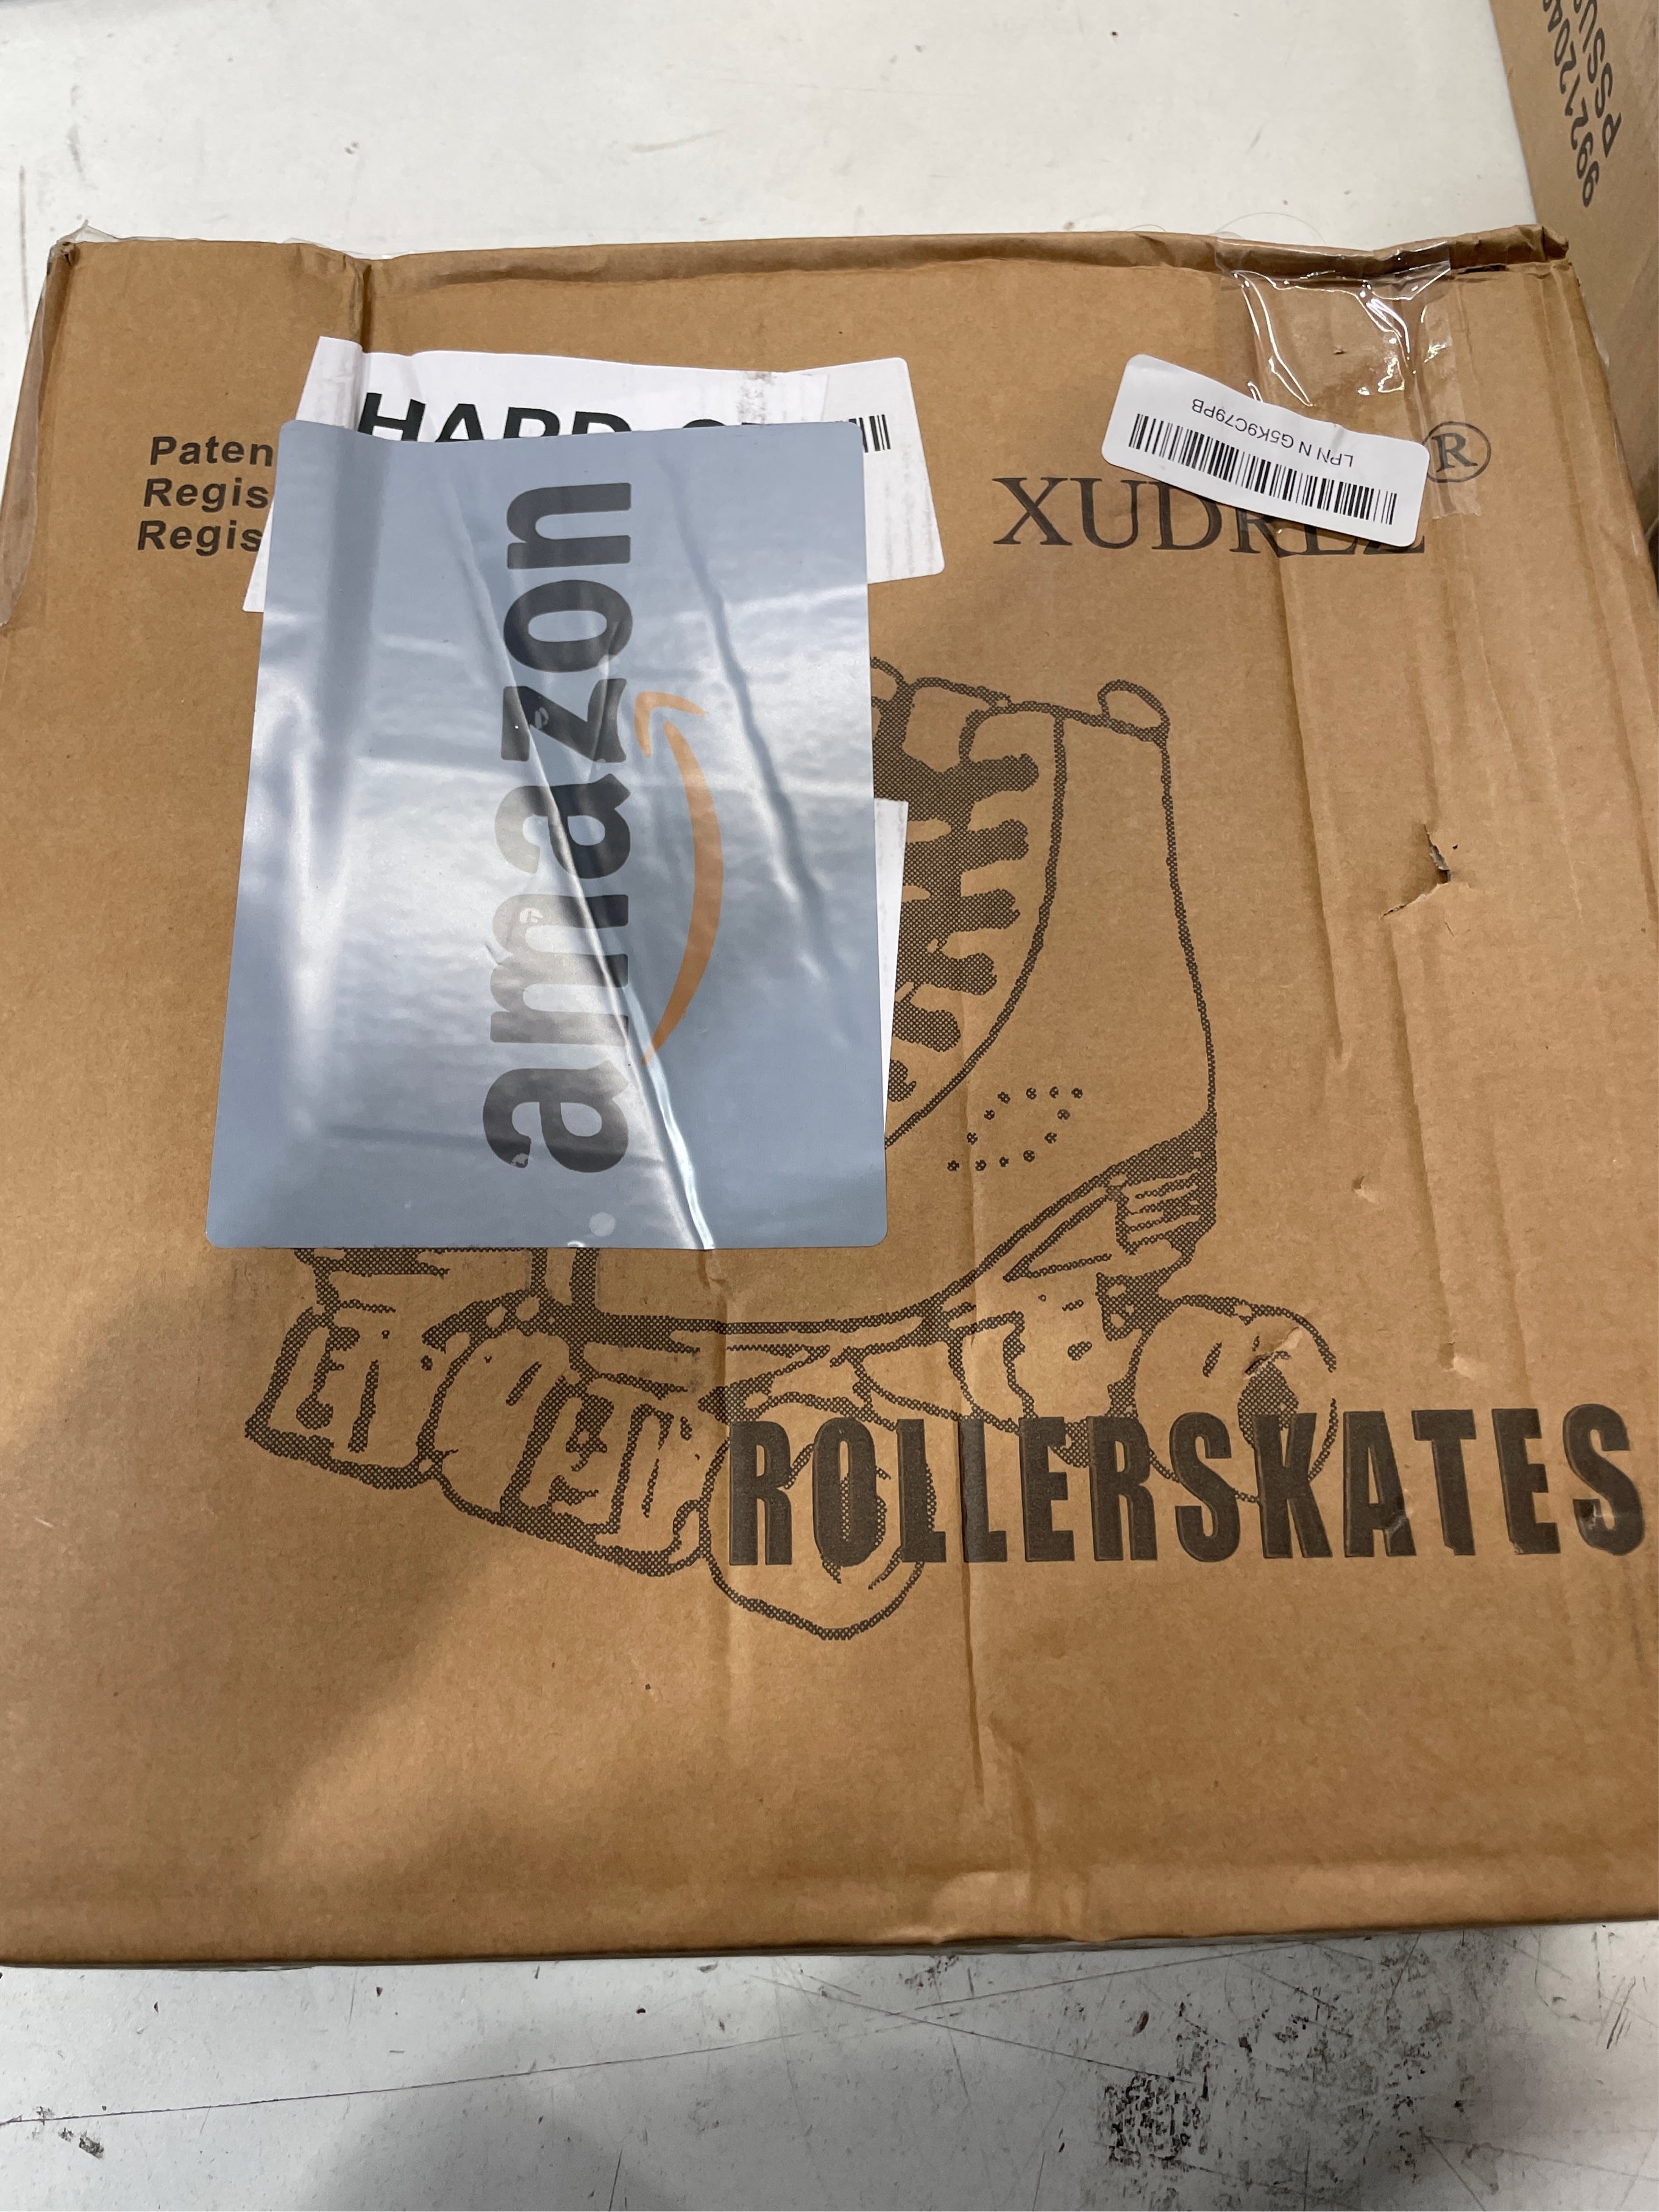 Paten
Regis
Regis
HARD
XUDREZ®
LPN N G5K9C79PB
amazon
ROLLERSKATES